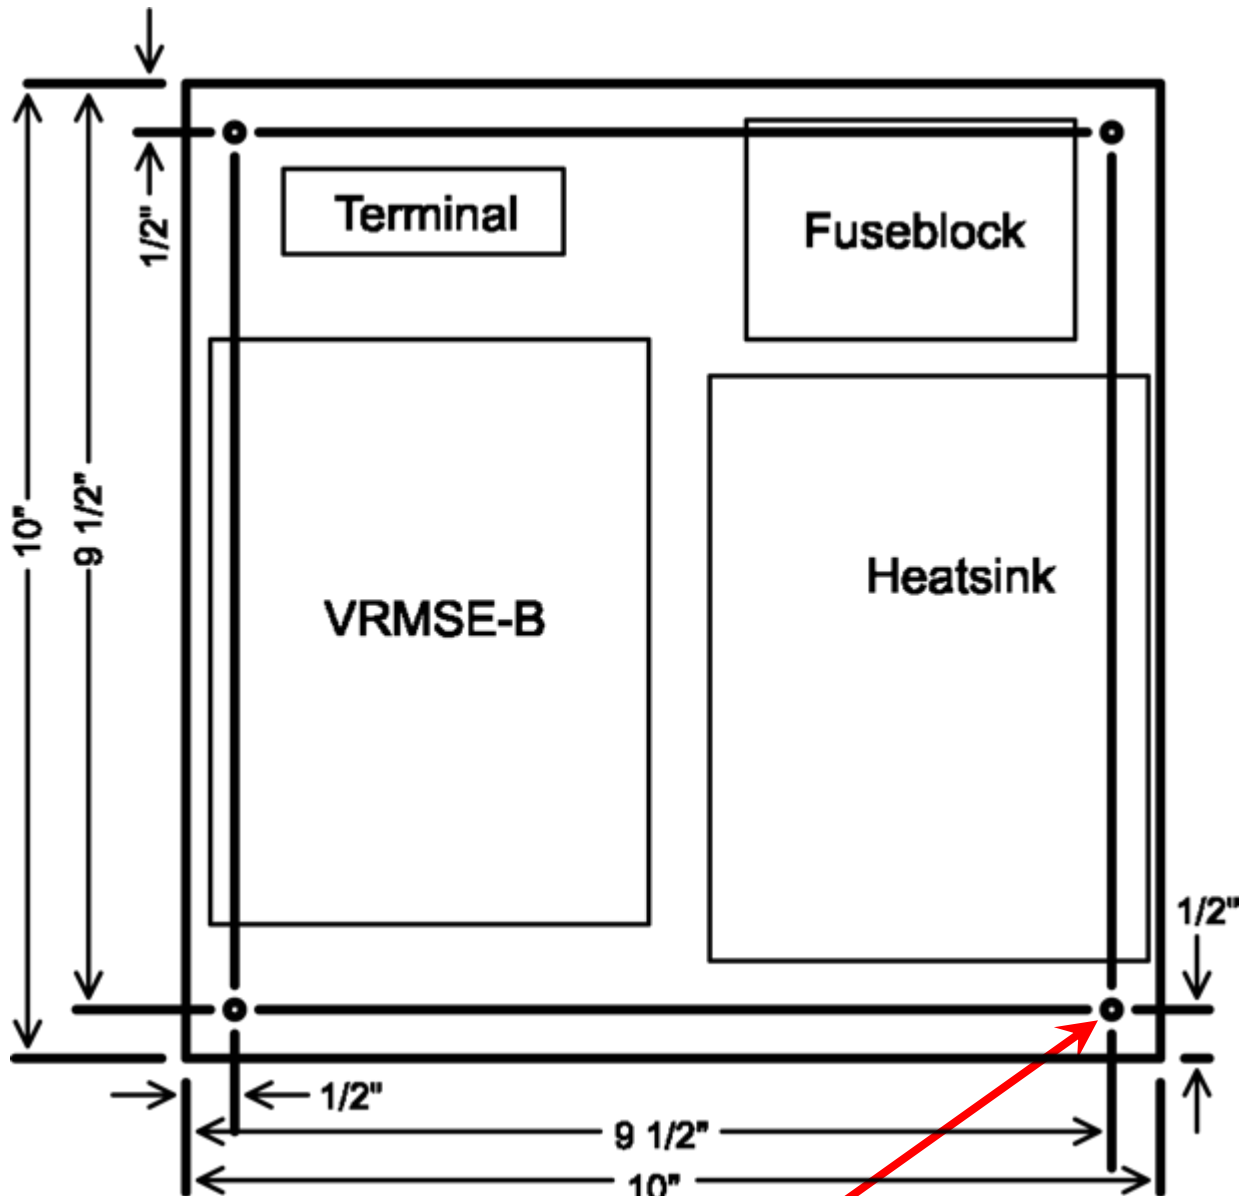 1/2"
Terminal
Fuseblock
10"
9 1/2"
VRMSE-B
Heatsink
1/2"
1/2"
9 1/2"
10"